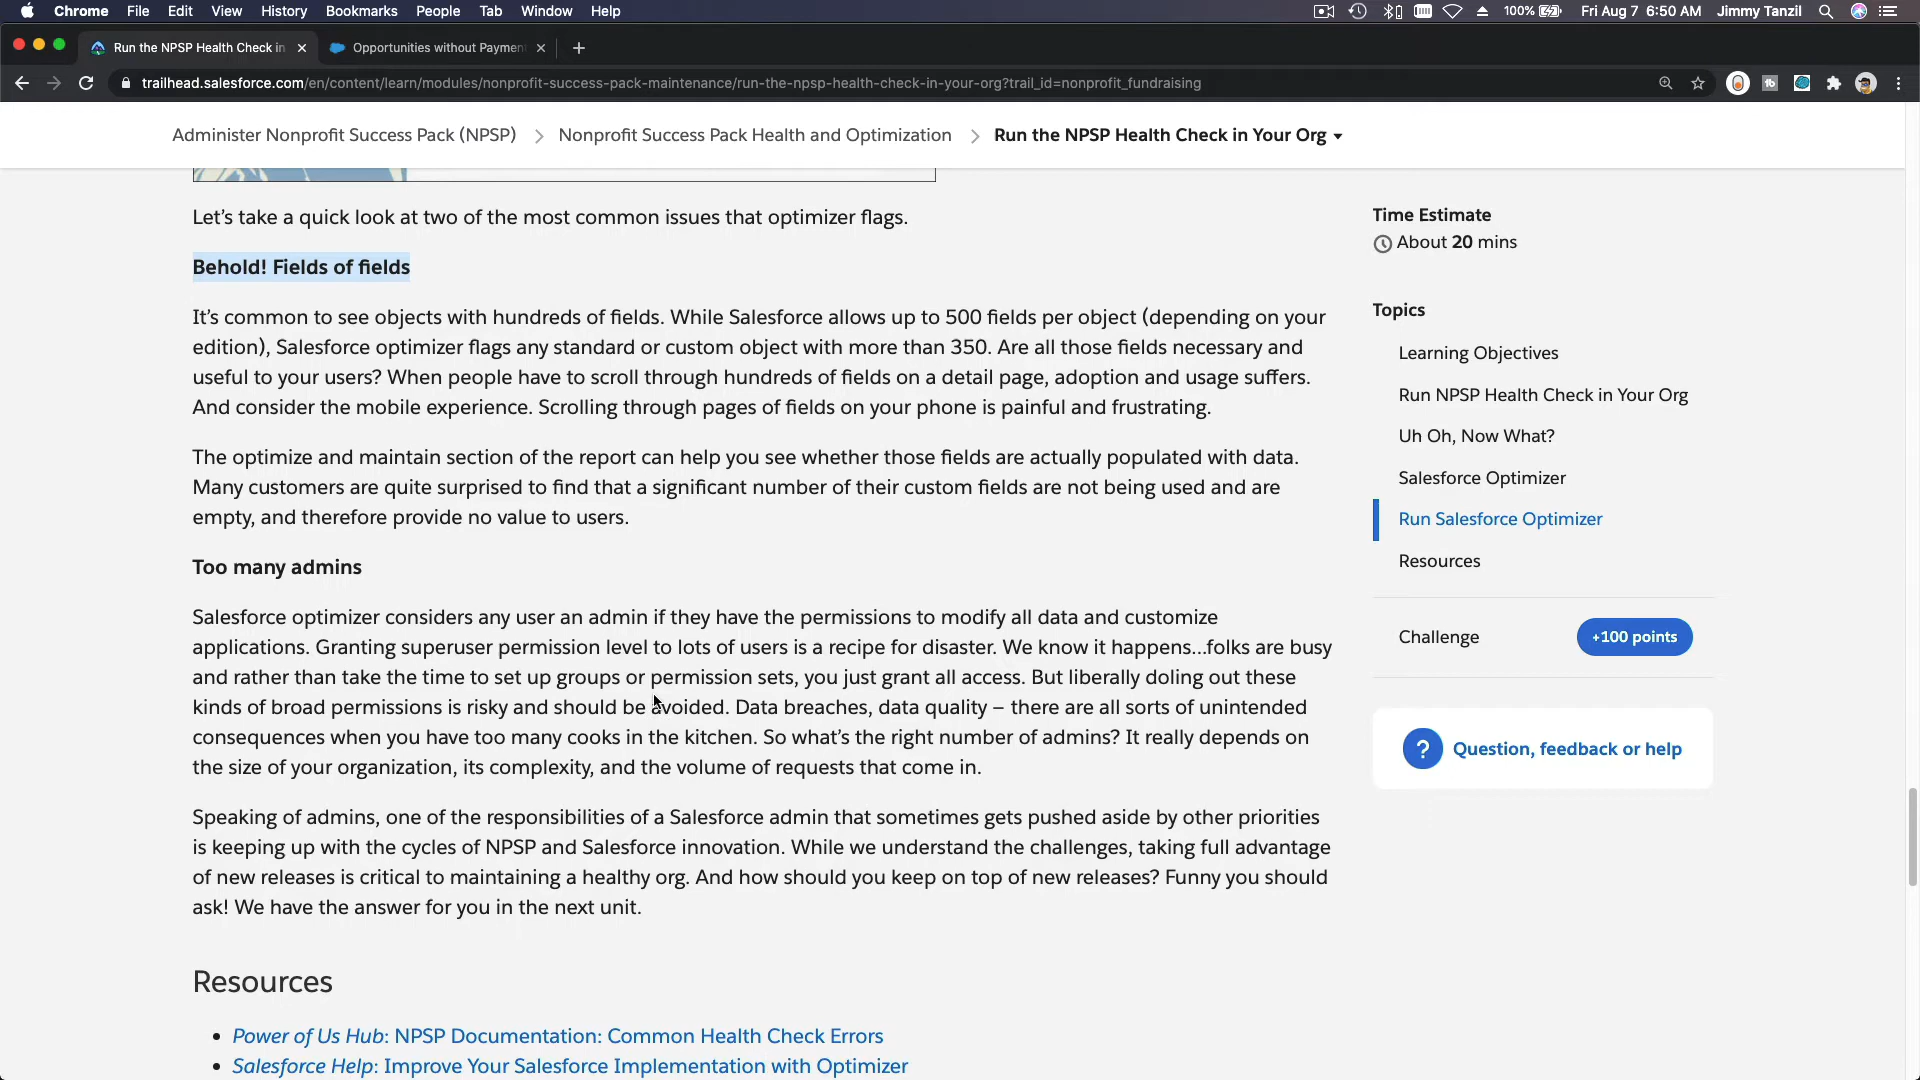 Chrome File Edit View History Bookmarks People Tab Window Help 100% Fri Aug 7 6:50 AM Jimmy Tanzil
Run the NPSP Health Check in Opportunities without Paymen
trailhead.salesforce.com/en/content/learn/modules/nonprofit-success-pack-maintenance/run-the-npsp-health-check-in-your-org?trail_id=nonprofit_fundraising
Administer Nonprofit Success Pack (NPSP) Nonprofit Success Pack Health and Optimization Run the NPSP Health Check in Your Org
Let’s take a quick look at two of the most common issues that optimizer flags.
Behold! Fields of fields
It’s common to see objects with hundreds of fields. While Salesforce allows up to 500 fields per object (depending on your
edition), Salesforce optimizer flags any standard or custom object with more than 350. Are all those fields necessary and
useful to your users? When people have to scroll through hundreds of fields on a detail page, adoption and usage suffers.
And consider the mobile experience. Scrolling through pages of fields on your phone is painful and frustrating.
The optimize and maintain section of the report can help you see whether those fields are actually populated with data.
Many customers are quite surprised to find that a significant number of their custom fields are not being used and are
empty, and therefore provide no value to users.
Too many admins
Salesforce optimizer considers any user an admin if they have the permissions to modify all data and customize
applications. Granting superuser permission level to lots of users is a recipe for disaster. We know it happens...folks are busy
and rather than take the time to set up groups or permission sets, you just grant all access. But liberally doling out these
kinds of broad permissions is risky and should be avoided. Data breaches, data quality – there are all sorts of unintended
consequences when you have too many cooks in the kitchen. So what’s the right number of admins? It really depends on
the size of your organization, its complexity, and the volume of requests that come in.
Speaking of admins, one of the responsibilities of a Salesforce admin that sometimes gets pushed aside by other priorities
is keeping up with the cycles of NPSP and Salesforce innovation. While we understand the challenges, taking full advantage
of new releases is critical to maintaining a healthy org. And how should you keep on top of new releases? Funny you should
ask! We have the answer for you in the next unit.
Resources
Power of Us Hub: NPSP Documentation: Common Health Check Errors
Salesforce Help: Improve Your Salesforce Implementation with Optimizer
Time Estimate
About 20 mins
Topics
Learning Objectives
Run NPSP Health Check in Your Org
Uh Oh, Now What?
Salesforce Optimizer
Run Salesforce Optimizer
Resources
Challenge +100 points
? Question, feedback or help